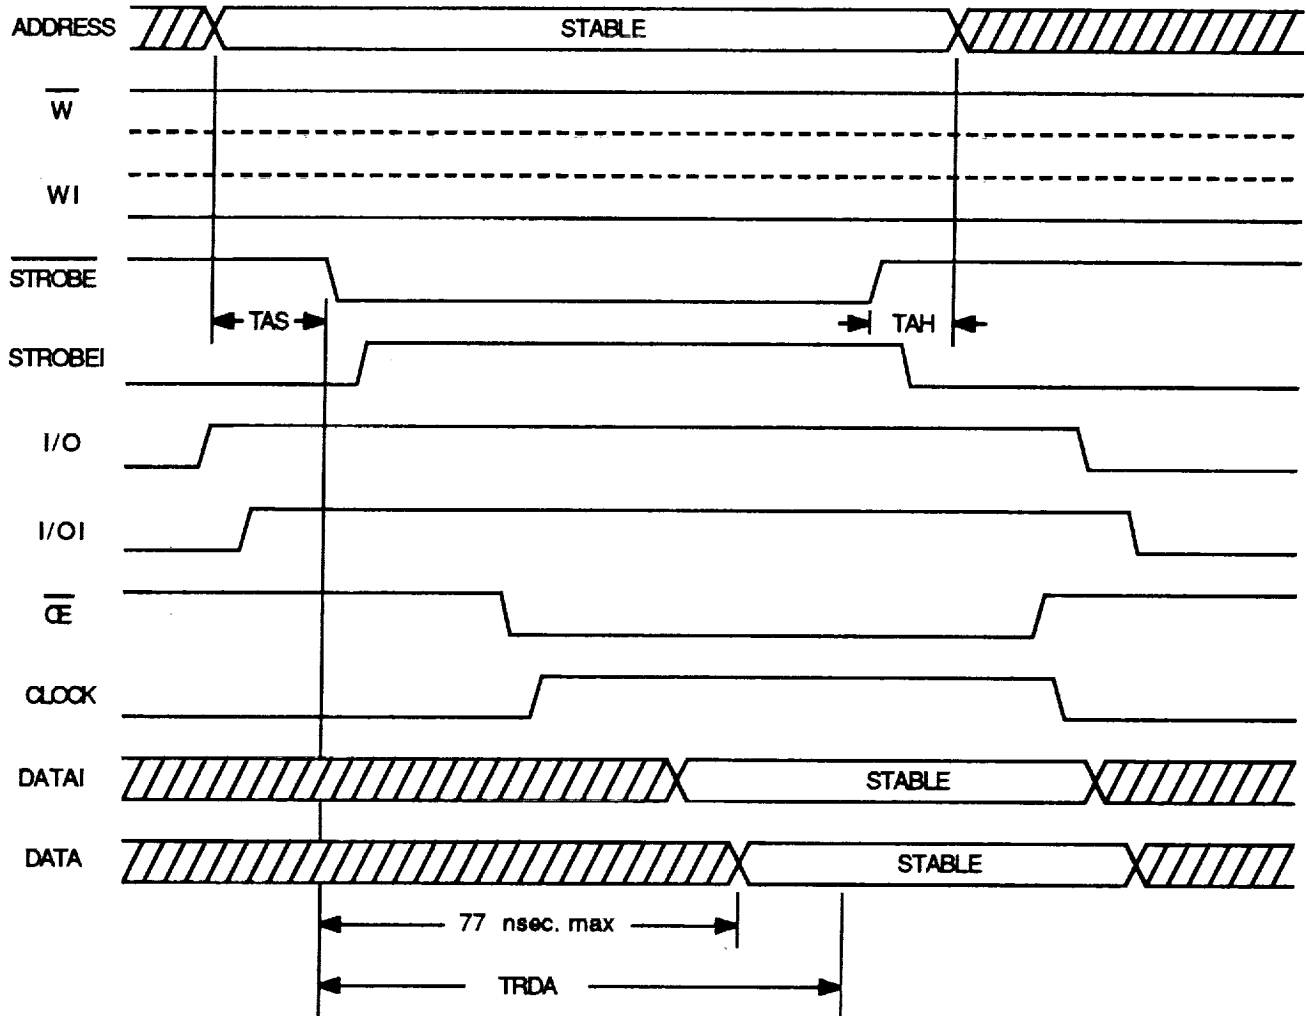 ADDRESS STABLE
W
WI
STROBE
TAS TAH
STROBEI
I/O
I/OI
CE
CLOCK
DATAI STABLE
DATA STABLE
77 nsec. max
TRDA